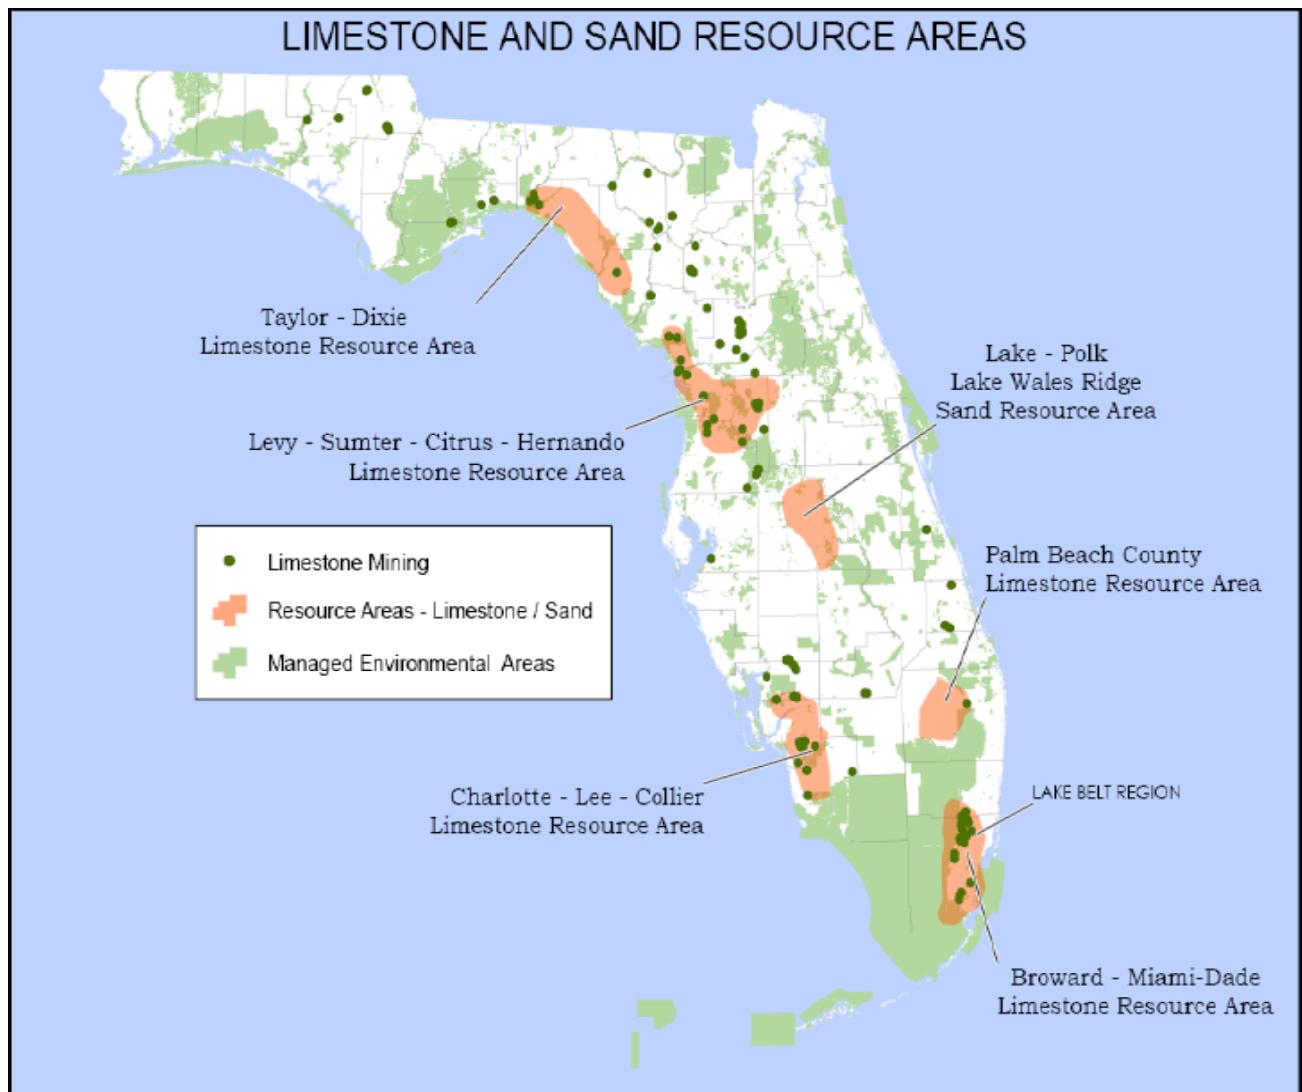 LIMESTONE AND SAND RESOURCE AREAS
Taylor - Dixie
Limestone Resource Area
Lake - Polk
Lake Wales Ridge
Sand Resource Area
Levy - Sumter - Citrus - Hernando
Limestone Resource Area
Limestone Mining
Resource Areas - Limestone / Sand
Managed Environmental Areas
Palm Beach County
Limestone Resource Area
Charlotte - Lee - Collier
Limestone Resource Area
LAKE BELT REGION
Broward - Miami-Dade
Limestone Resource Area